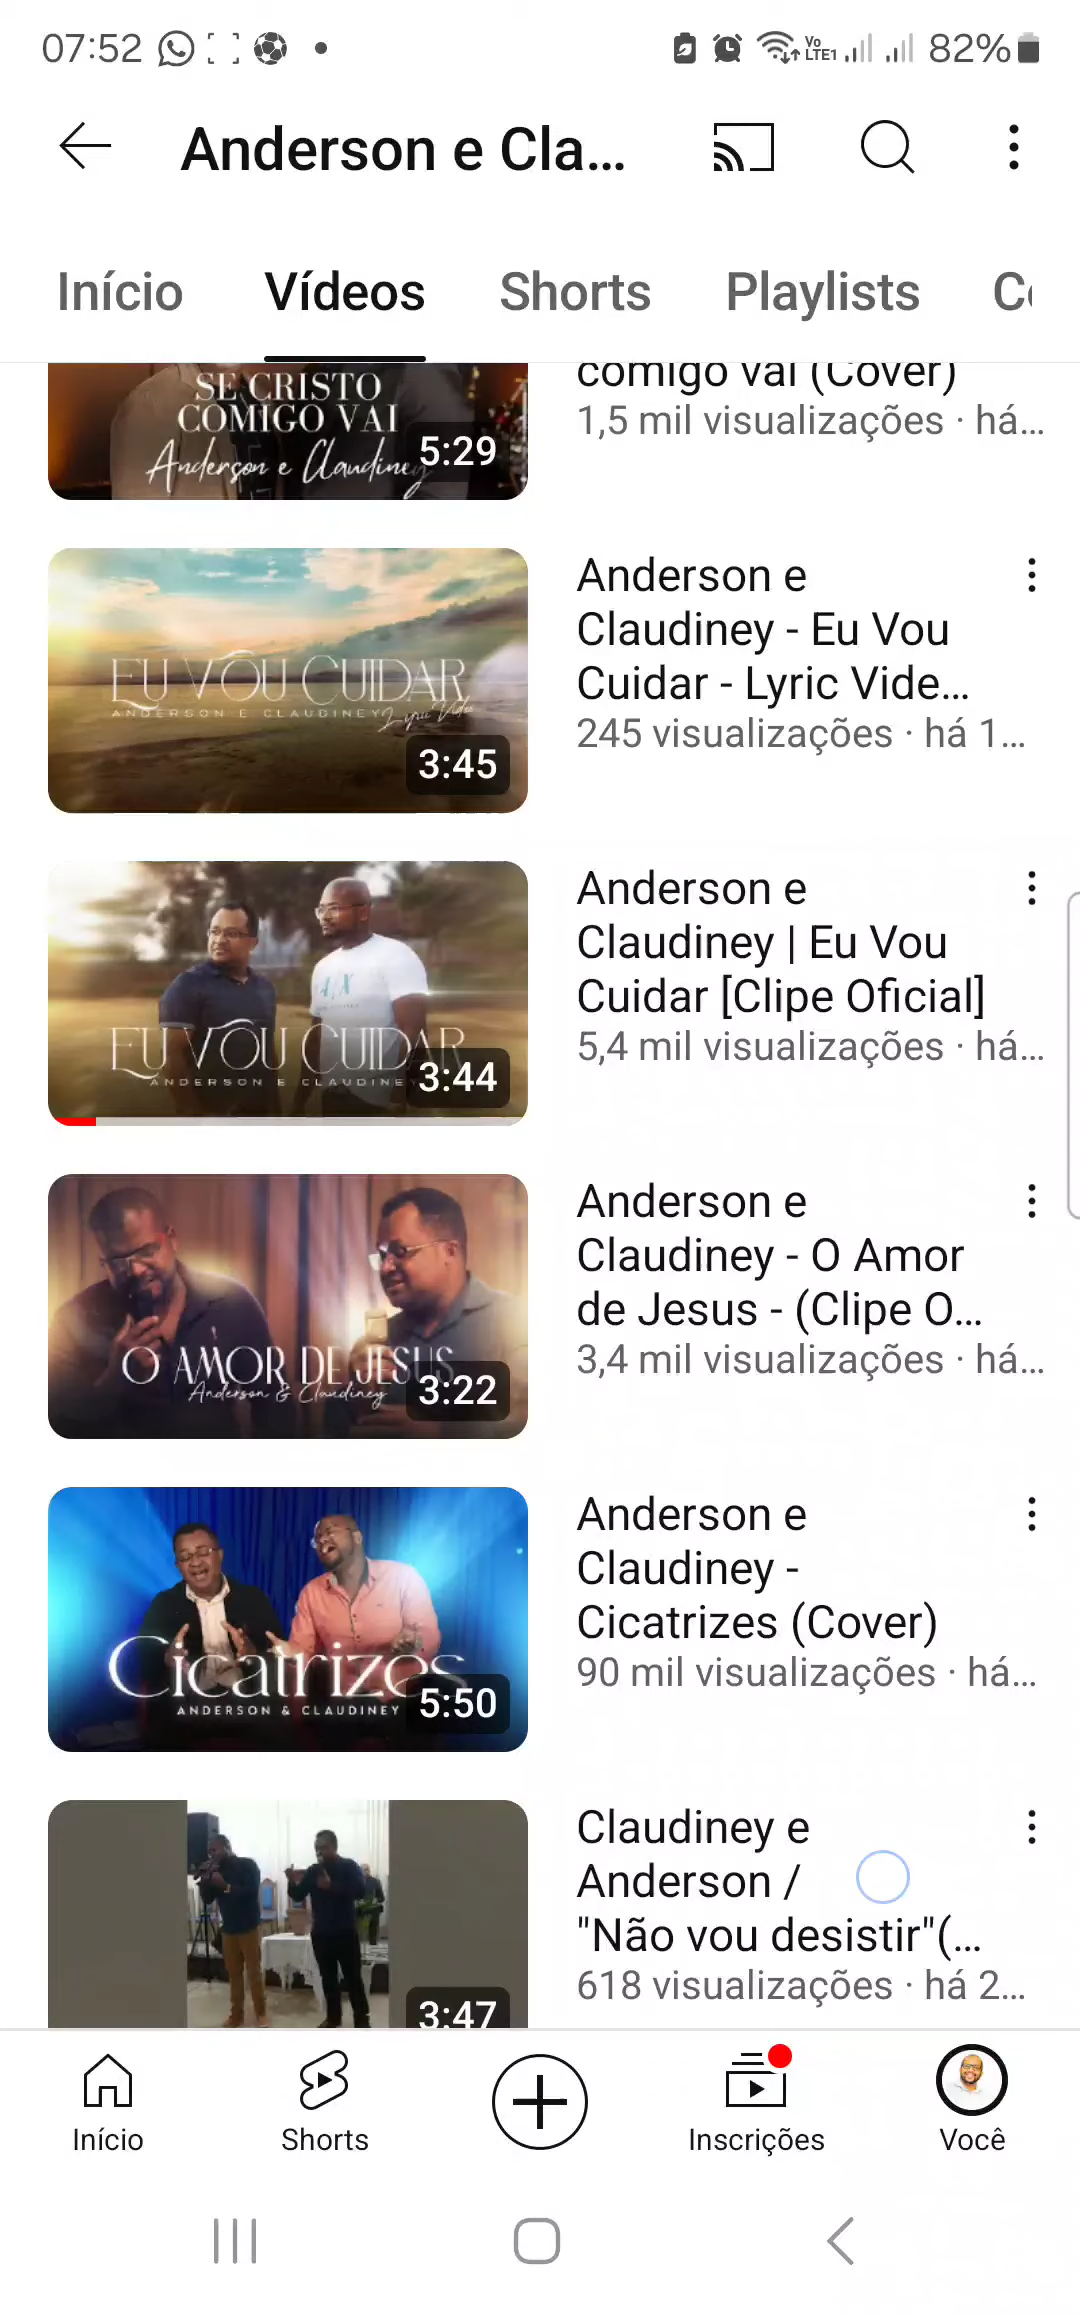 07:52
Vo
LTE1
82%
Anderson e Cla...
Início
Vídeos
Shorts
Playlists
SE CRISTO
COMIGO VAI
Anderson e Claudiney
5:29
comigo vai (Cover)
1,5 mil visualizações · há...
EU VOU CUIDAR
ANDERSON E CLAUDINEY Lyric Video
3:45
Anderson e
Claudiney - Eu Vou
Cuidar - Lyric Vide...
245 visualizações · há 1...
EU VOU CUIDAR
ANDERSON E CLAUDINE
3:44
Anderson e
Claudiney | Eu Vou
Cuidar [Clipe Oficial]
5,4 mil visualizações · há...
O AMOR DE JESUS
Anderson & Claudiney
3:22
Anderson e
Claudiney - O Amor
de Jesus - (Clipe O...
3,4 mil visualizações · há...
Cicatrizes
ANDERSON & CLAUDINEY
5:50
Anderson e
Claudiney -
Cicatrizes (Cover)
90 mil visualizações · há...
3:47
Claudiney e
Anderson /
"Não vou desistir"(...
618 visualizações · há 2...
Início
Shorts
Inscrições
Você